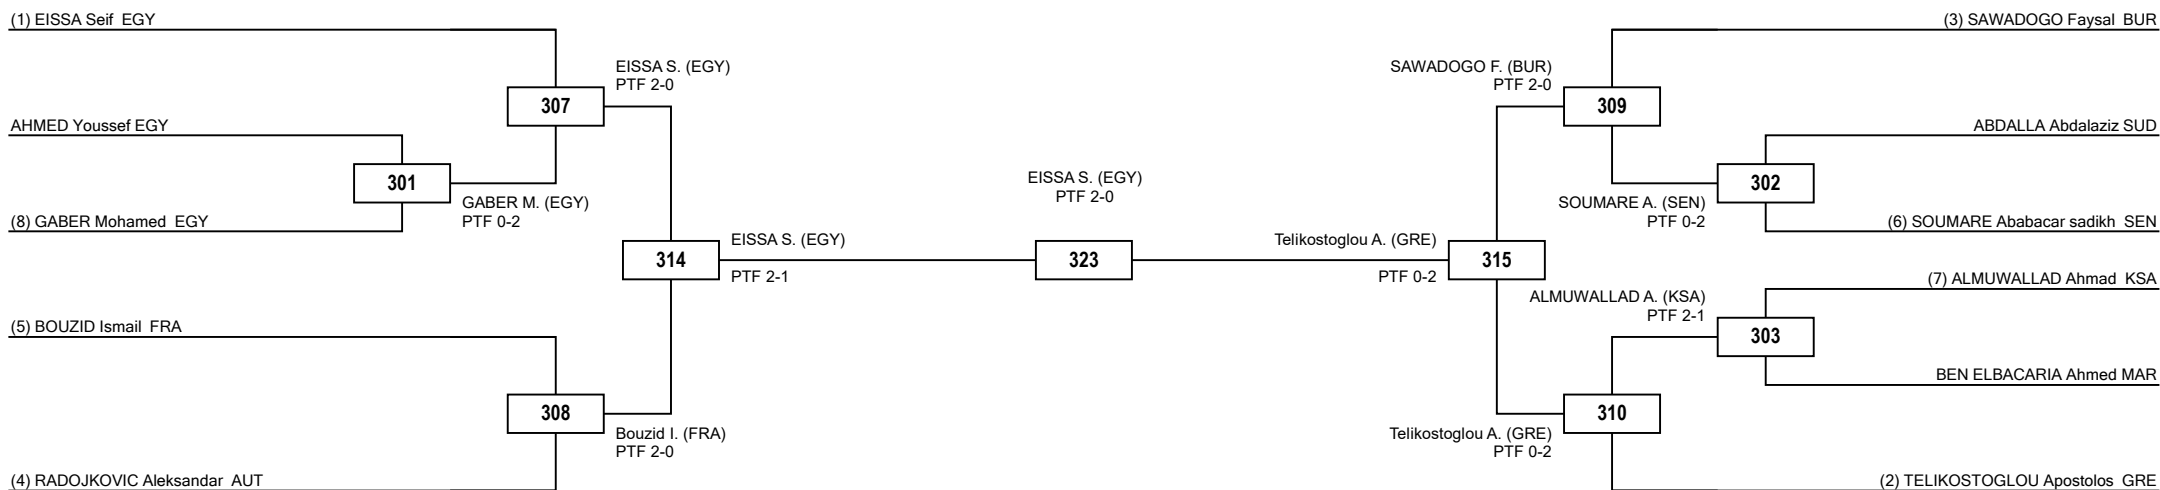 (1) EISSA Seif  EGY
EISSA S. (EGY)
PTF 2-0
307
AHMED Youssef EGY
301
GABER M. (EGY)
PTF 0-2
(8) GABER Mohamed  EGY
314
EISSA S. (EGY)
PTF 2-1
(5) BOUZID Ismail  FRA
308
Bouzid I. (FRA)
PTF 2-0
(4) RADOJKOVIC Aleksandar  AUT
EISSA S. (EGY)
PTF 2-0
323
(3) SAWADOGO Faysal  BUR
SAWADOGO F. (BUR)
PTF 2-0
309
ABDALLA Abdalaziz SUD
302
SOUMARE A. (SEN)
PTF 0-2
(6) SOUMARE Ababacar sadikh  SEN
Telikostoglou A. (GRE)
PTF 0-2
315
(7) ALMUWALLAD Ahmad  KSA
ALMUWALLAD A. (KSA)
PTF 2-1
303
BEN ELBACARIA Ahmed MAR
310
Telikostoglou A. (GRE)
PTF 0-2
(2) TELIKOSTOGLOU Apostolos  GRE